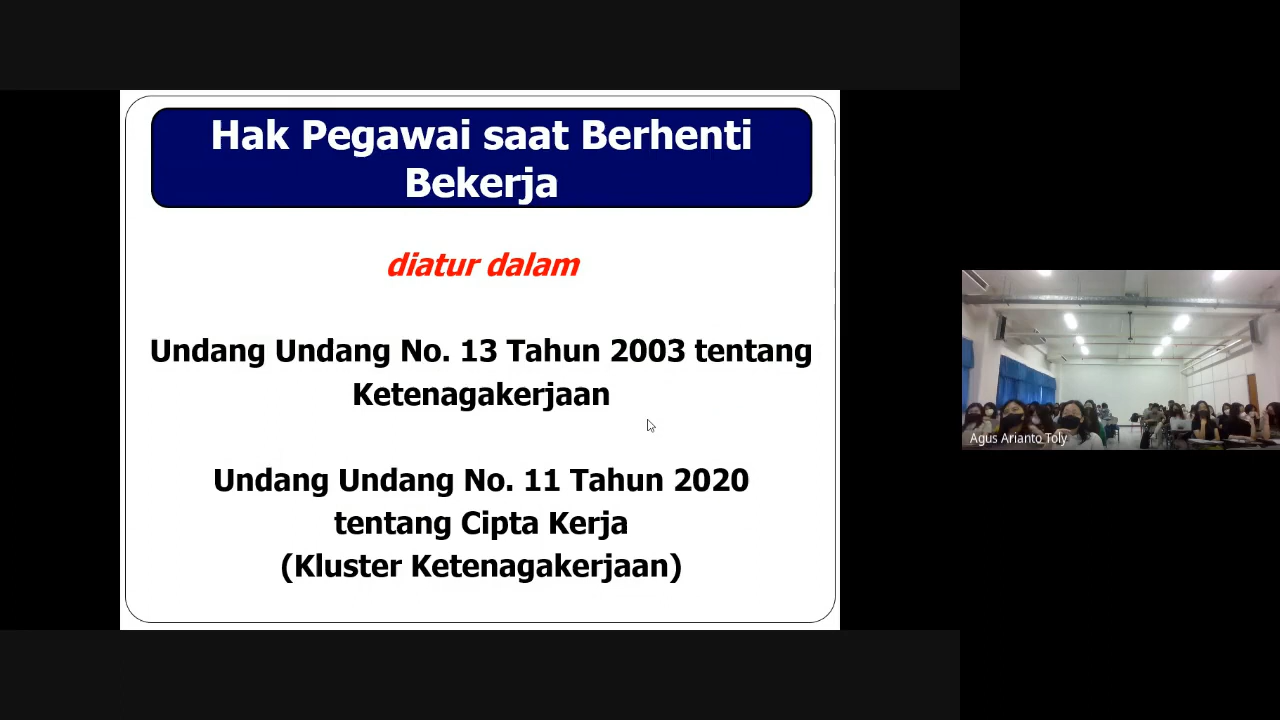 Hak Pegawai saat Berhenti
Bekerja
diatur dalam
Undang Undang No. 13 Tahun 2003 tentang
Ketenagakerjaan
Undang Undang No. 11 Tahun 2020
tentang Cipta Kerja
(Kluster Ketenagakerjaan)
Agus Arianto Toly